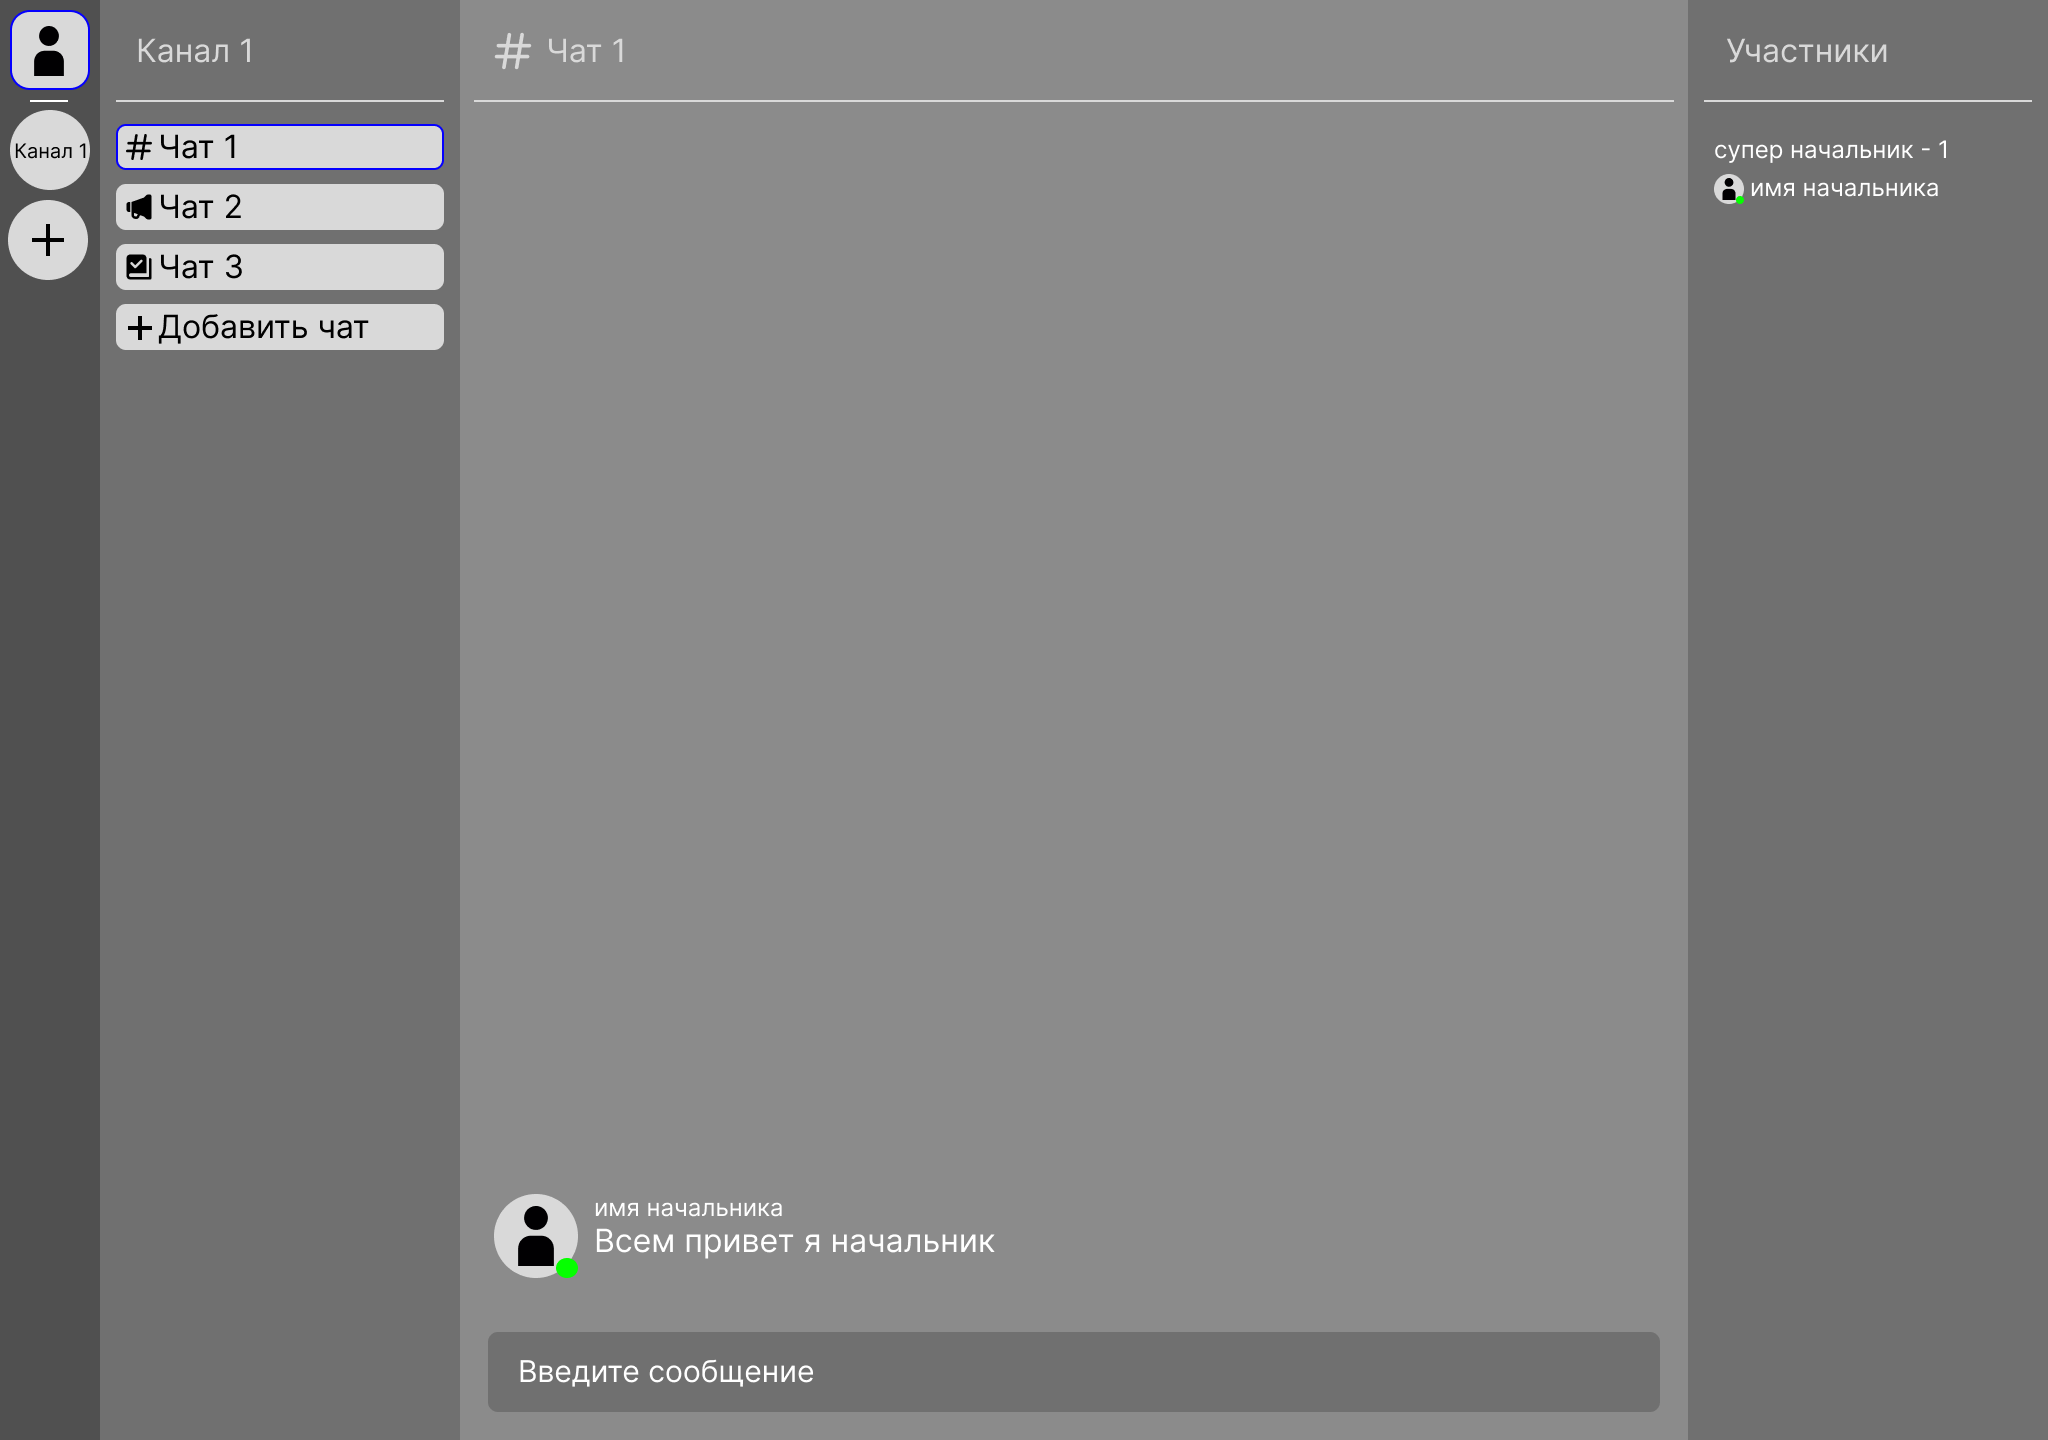 Канал 1
# Чат 1
Участники
Канал 1
# Чат 1
Чат 2
Чат 3
Добавить чат
супер начальник - 1
имя начальника
имя начальника
Всем привет я начальник
Введите сообщение